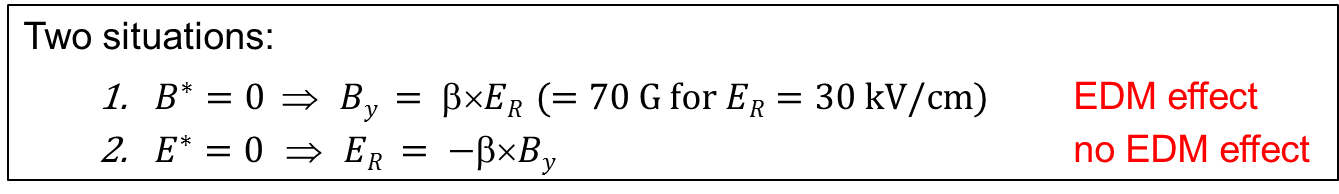 Two situations:
1. B* = 0 ⇒ B_y = β×E_R (= 70 G for E_R = 30 kV/cm) EDM effect
2. E* = 0 ⇒ E_R = −β×B_y no EDM effect